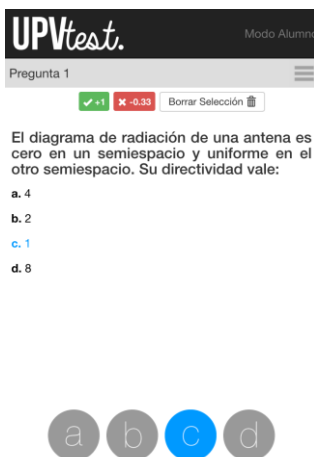 UPVtest.
Modo Alumno
Pregunta 1
+1
-0.33
Borrar Selección
El diagrama de radiación de una antena es
cero en un semiespacio y uniforme en el
otro semiespacio. Su directividad vale:
a. 4
b. 2
c. 1
d. 8
a
b
c
d